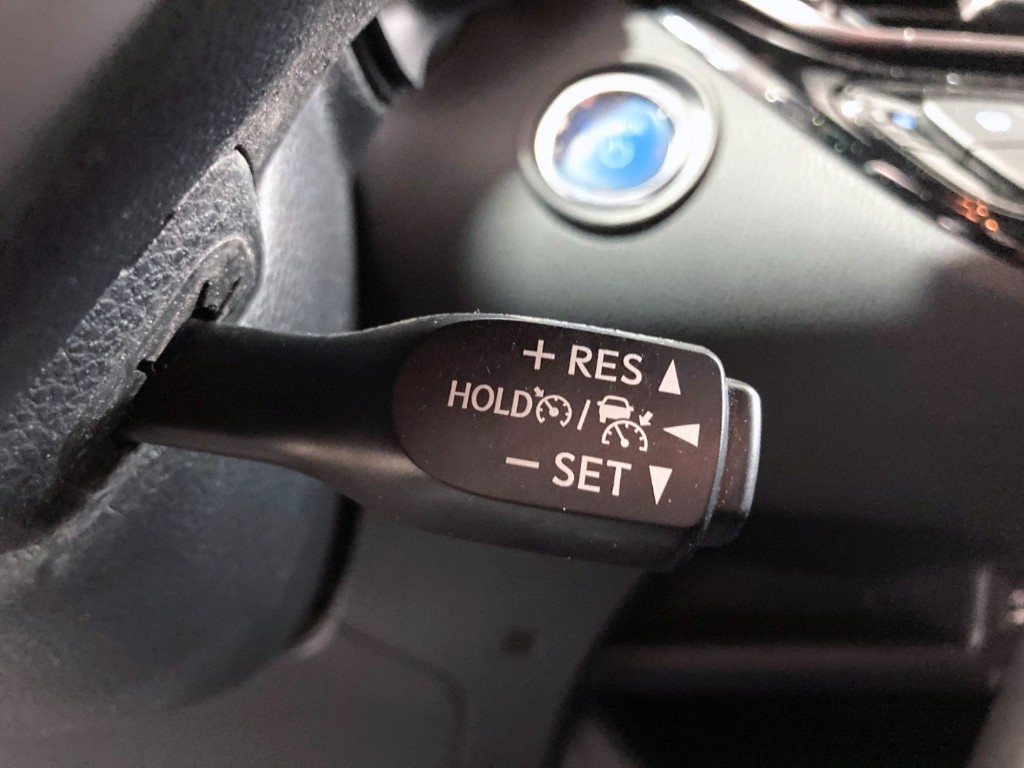 + RES
HOLD /
− SET